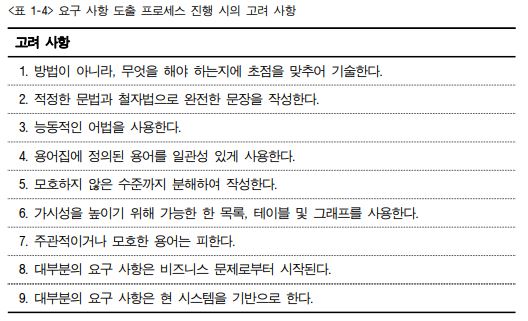 <표 1-4> 요구 사항 도출 프로세스 진행 시의 고려 사항
고려 사항
1. 방법이 아니라, 무엇을 해야 하는지에 초점을 맞추어 기술한다.
2. 적정한 문법과 철자법으로 완전한 문장을 작성한다.
3. 능동적인 어법을 사용한다.
4. 용어집에 정의된 용어를 일관성 있게 사용한다.
5. 모호하지 않은 수준까지 분해하여 작성한다.
6. 가시성을 높이기 위해 가능한 한 목록, 테이블 및 그래프를 사용한다.
7. 주관적이거나 모호한 용어는 피한다.
8. 대부분의 요구 사항은 비즈니스 문제로부터 시작된다.
9. 대부분의 요구 사항은 현 시스템을 기반으로 한다.